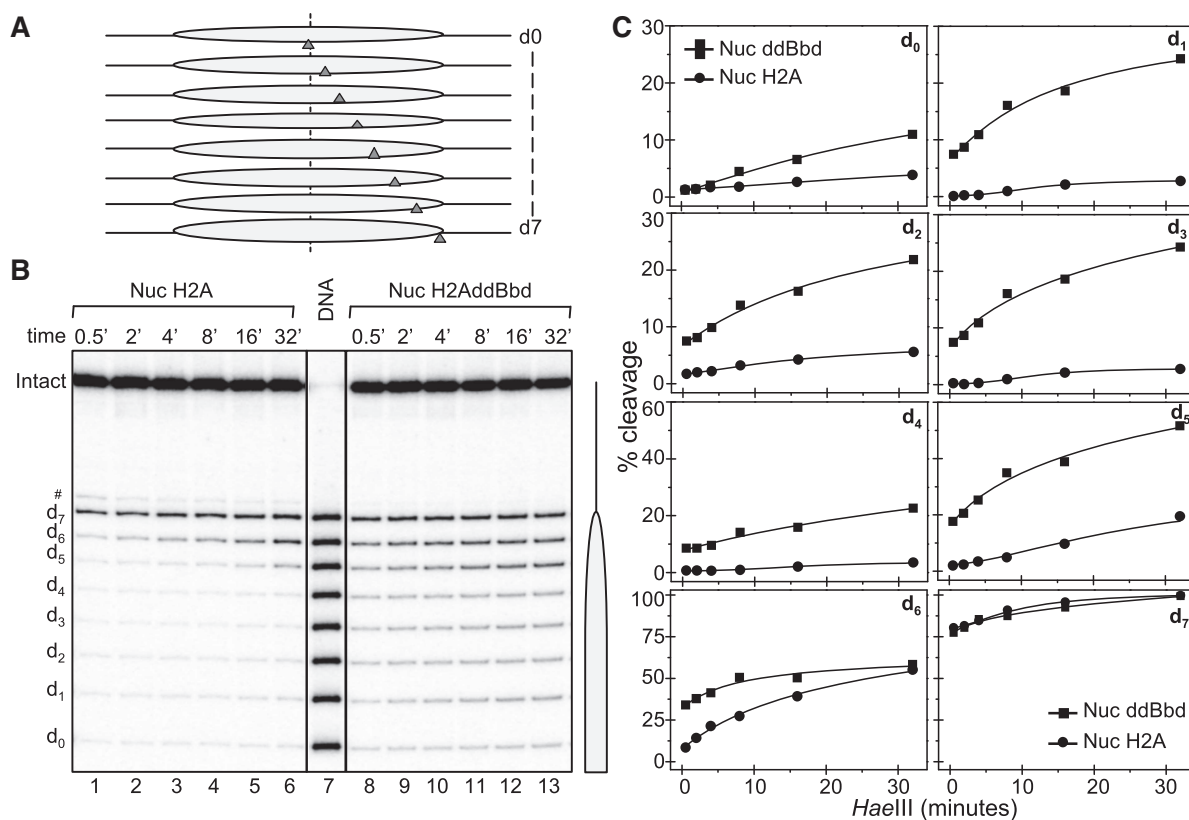 A
d0
d7
B
Nuc H2A
DNA
Nuc H2AddBbd
time 0.5’ 2’ 4’ 8’ 16’ 32’ 0.5’ 2’ 4’ 8’ 16’ 32’
Intact
#
d7
d6
d5
d4
d3
d2
d1
d0
1 2 3 4 5 6 7 8 9 10 11 12 13
C
% cleavage
30
20
10
0
Nuc ddBbd
Nuc H2A
d0
d1
30
20
10
0
d2
d3
60
40
20
0
d4
d5
100
75
50
25
0
d6
d7
Nuc ddBbd
Nuc H2A
0 10 20 30 0 10 20 30
HaeIII (minutes)